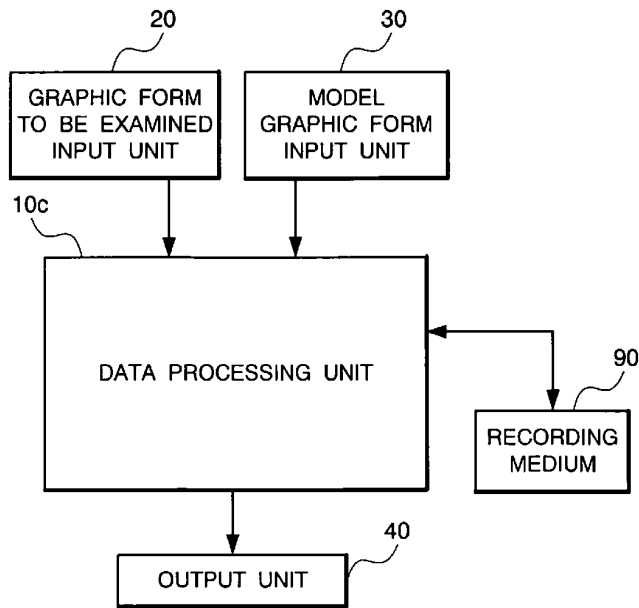 20
30
GRAPHIC FORM
TO BE EXAMINED
INPUT UNIT
MODEL
GRAPHIC FORM
INPUT UNIT
10c
DATA PROCESSING UNIT
90
RECORDING
MEDIUM
40
OUTPUT UNIT